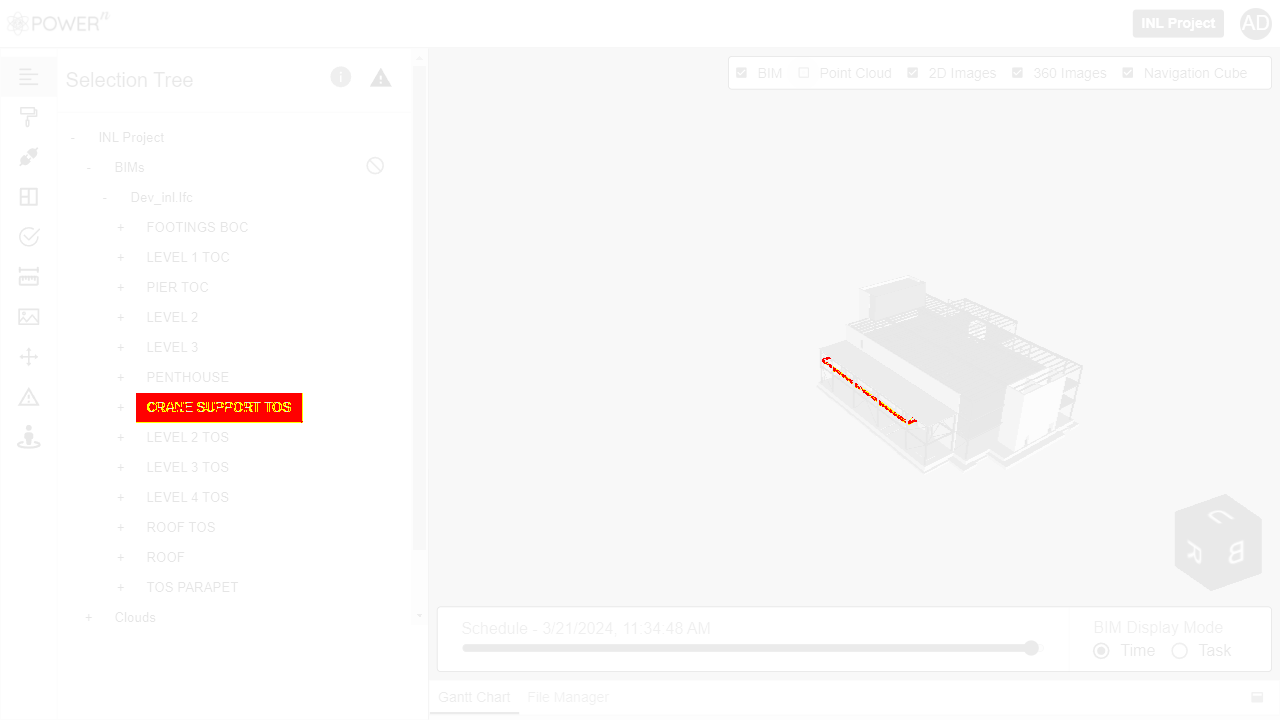 POWER n
INL Project
AD
Selection Tree
BIM
Point Cloud
2D Images
360 Images
Navigation Cube
- INL Project
- BIMs
- Dev_Inl.ifc
+ FOOTINGS BOC
+ LEVEL 1 TOC
+ PIER TOC
+ LEVEL 2
+ LEVEL 3
+ PENTHOUSE
+ CRANE SUPPORT TOS
+ LEVEL 2 TOS
+ LEVEL 3 TOS
+ LEVEL 4 TOS
+ ROOF TOS
+ ROOF
+ TOS PARAPET
+ Clouds
U
R
B
Schedule - 3/21/2024, 11:34:48 AM
BIM Display Mode
Time
Task
Gantt Chart
File Manager